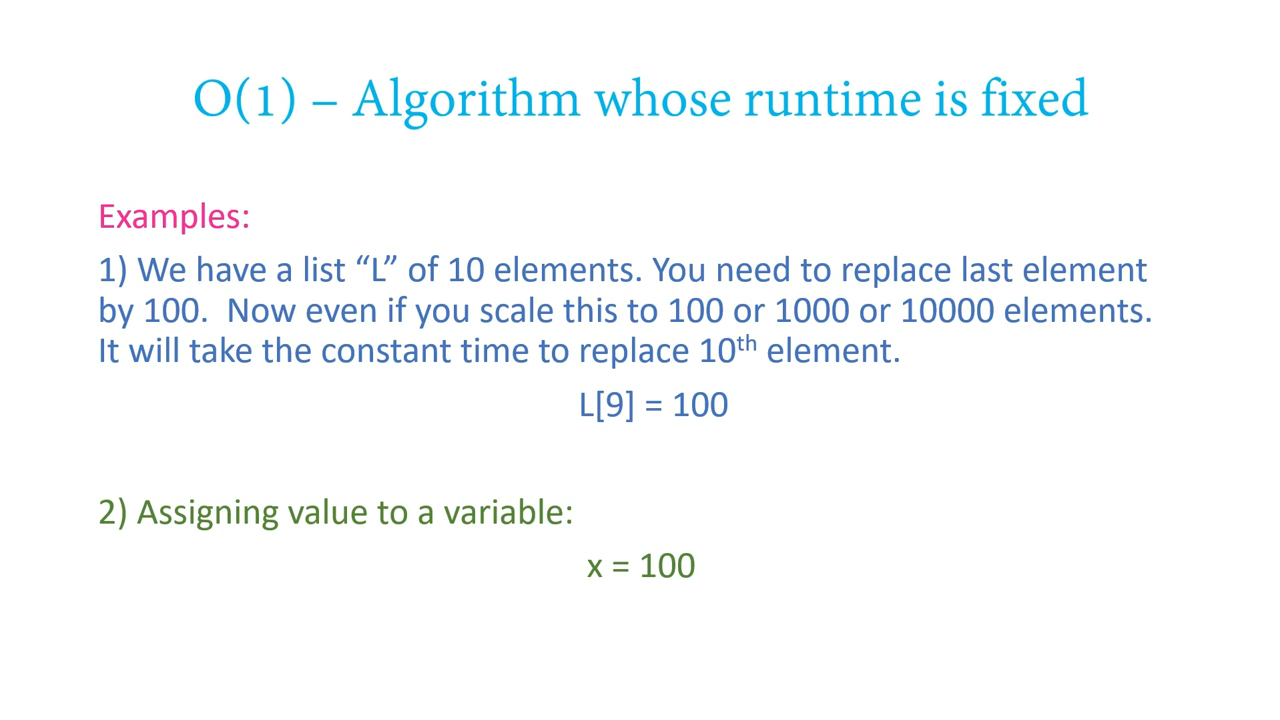 O(1) – Algorithm whose runtime is fixed
Examples:
1) We have a list “L” of 10 elements. You need to replace last element
by 100.  Now even if you scale this to 100 or 1000 or 10000 elements.
It will take the constant time to replace 10th element.
L[9] = 100
2) Assigning value to a variable:
x = 100